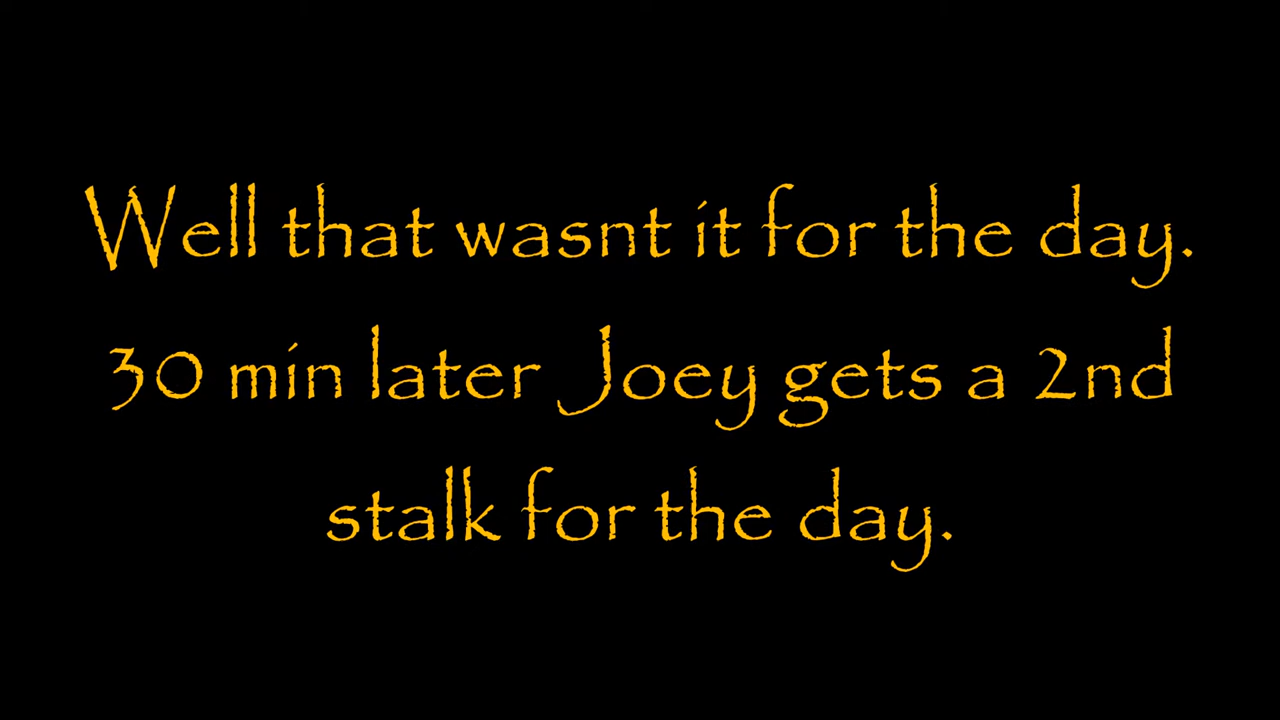 Well that wasnt it for the day.
30 min later Joey gets a 2nd
stalk for the day.